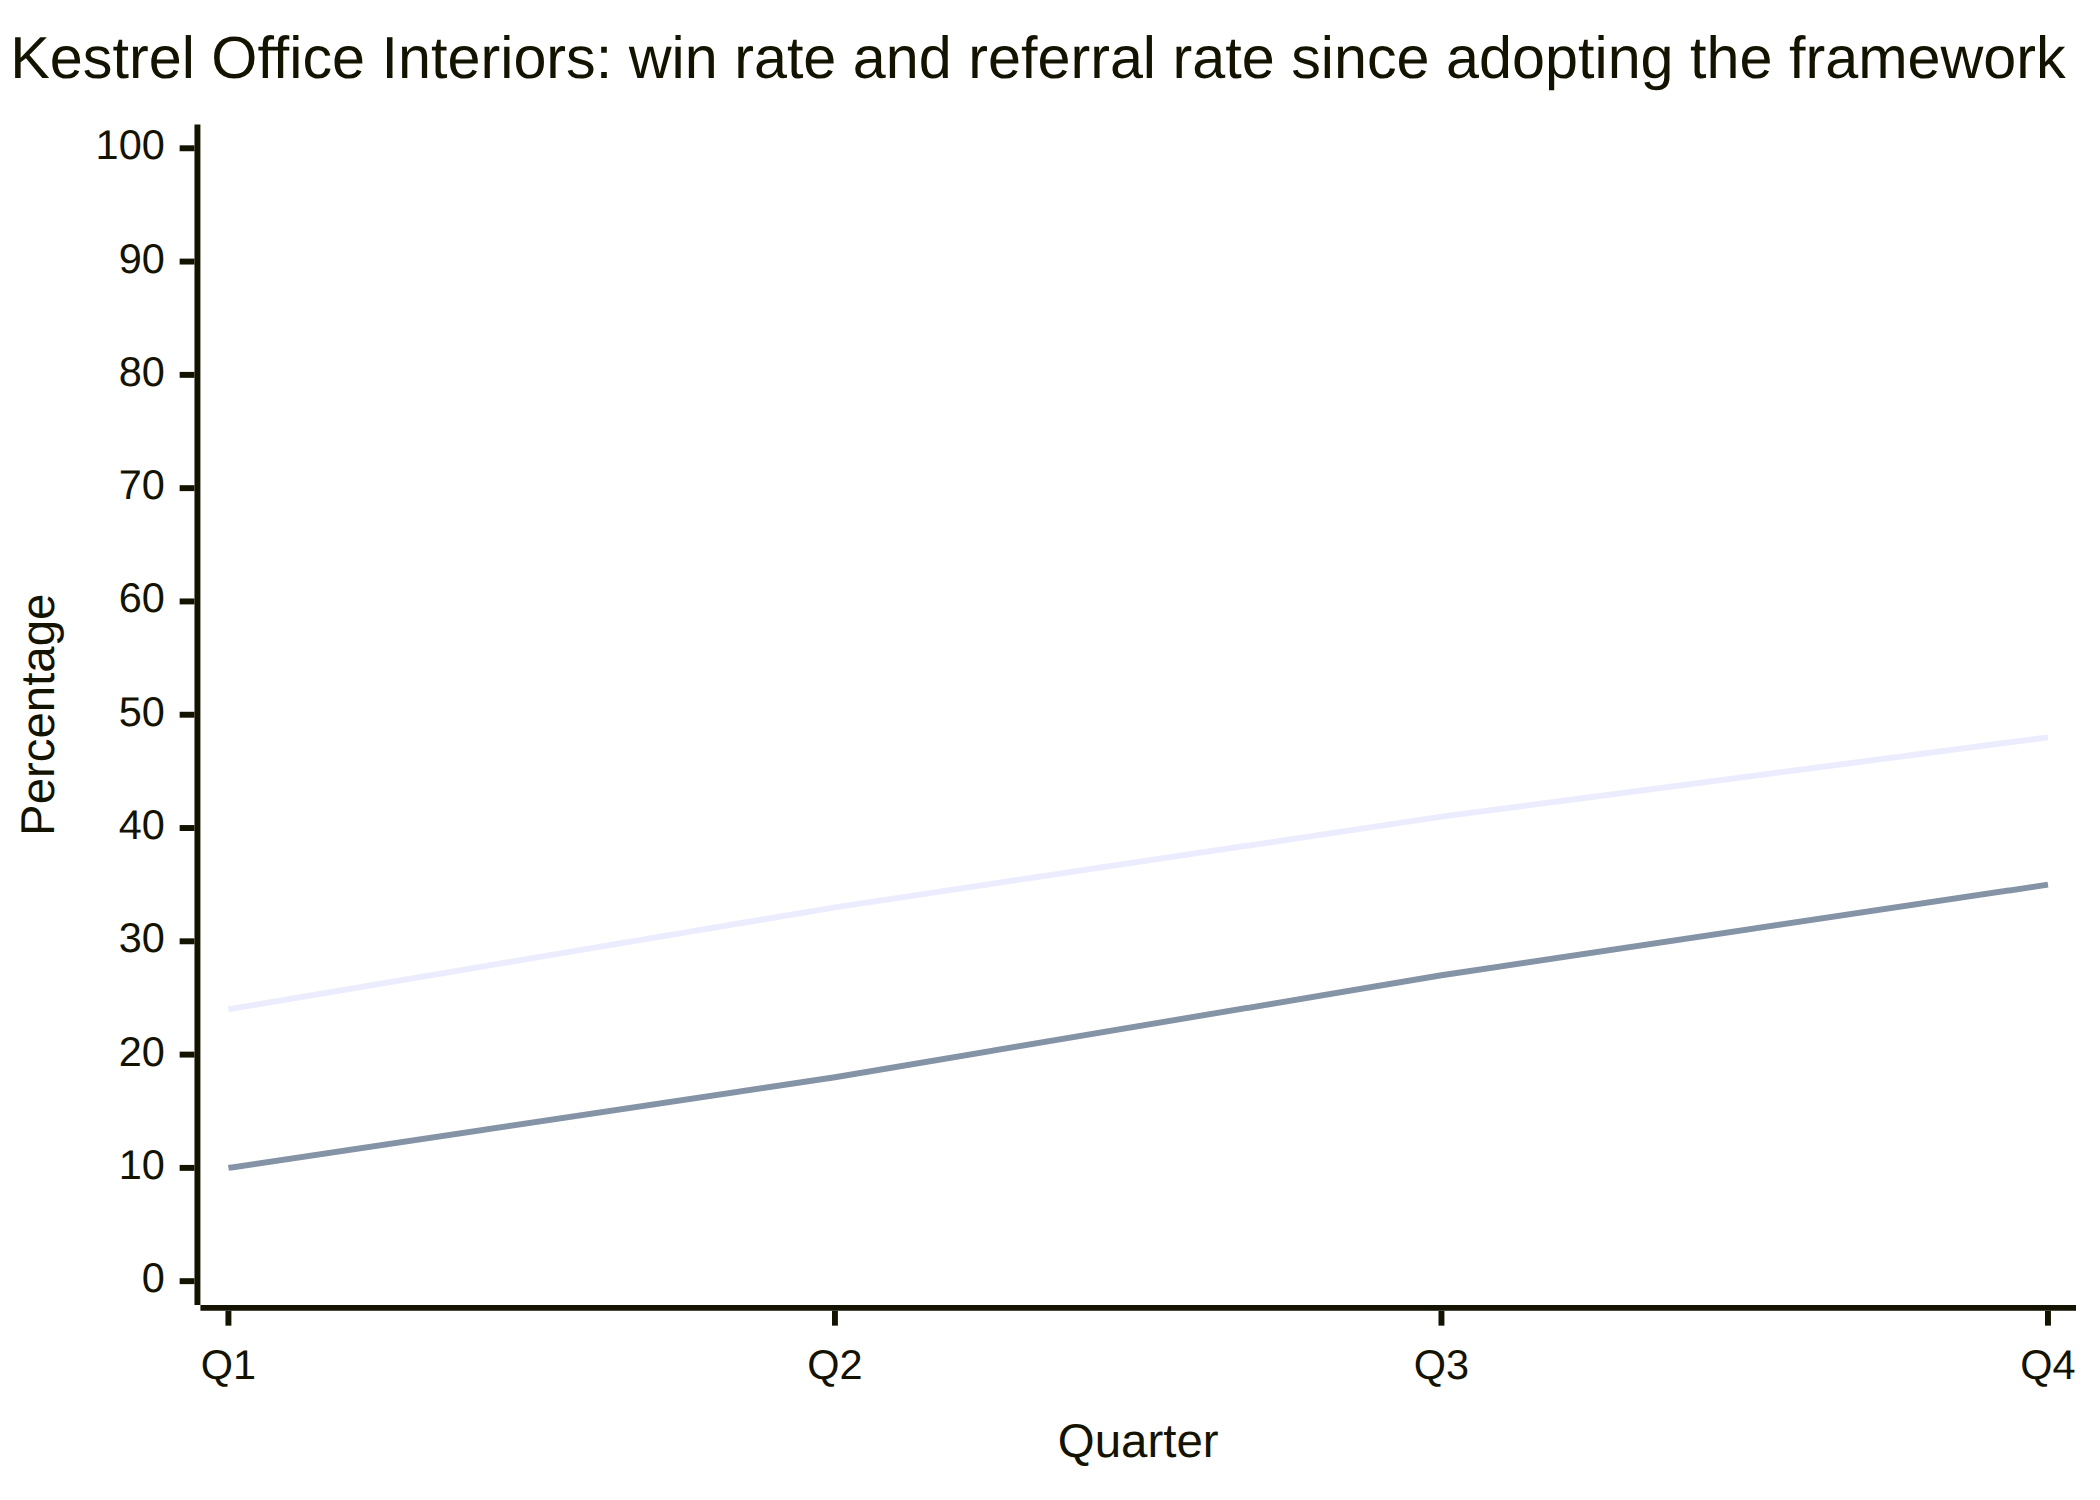 Kestrel Office Interiors: win rate and referral rate since adopting the framework
100
90
80
70
60
50
40
30
20
10
0
Percentage
Q1 Q2 Q3 Q4
Quarter